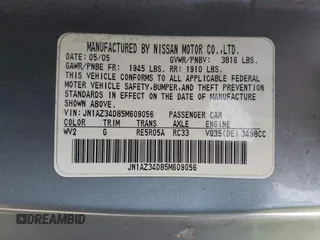 MANUFACTURED BY NISSAN MOTOR CO.,LTD.
DATE: 05/05 GVWR/PNBV: 3816 LBS.
GAWR/PNBE FR: 1945 LBS. RR: 1910 LBS.
THIS VEHICLE CONFORMS TO ALL APPLICABLE FEDERAL
MOTOR VEHICLE SAFETY,BUMPER,AND THEFT
PREVENTION STANDARDS IN EFFECT ON THE DATE OF
MANUFACTURE SHOWN ABOVE.
VIN: JN1AZ34D85M609056 PASSENGER CAR
COLOR TRIM TRANS AXLE ENGINE
WV2 G RE5R05A RC33 VQ35(DE) 3498CC
JN1AZ34D85M609056
DREAMBID